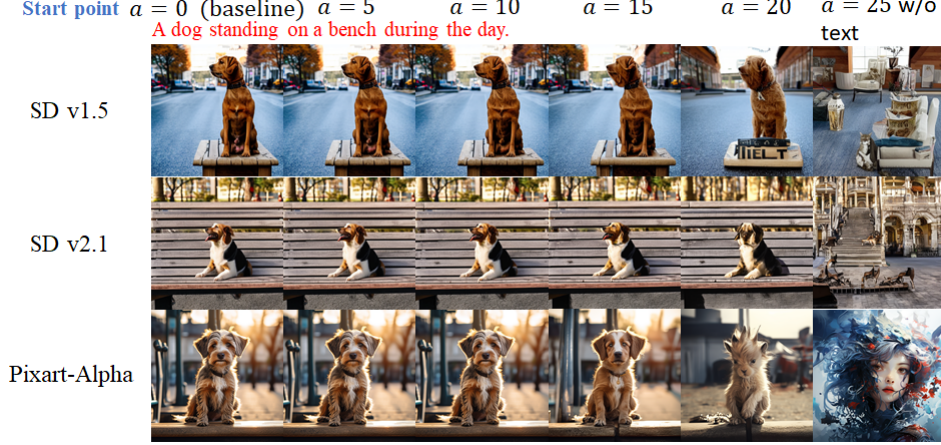 Start point a = 0 (baseline) a = 5 a = 10 a = 15 a = 20 a = 25 w/o text
A dog standing on a bench during the day.
SD v1.5
SD v2.1
Pixart-Alpha